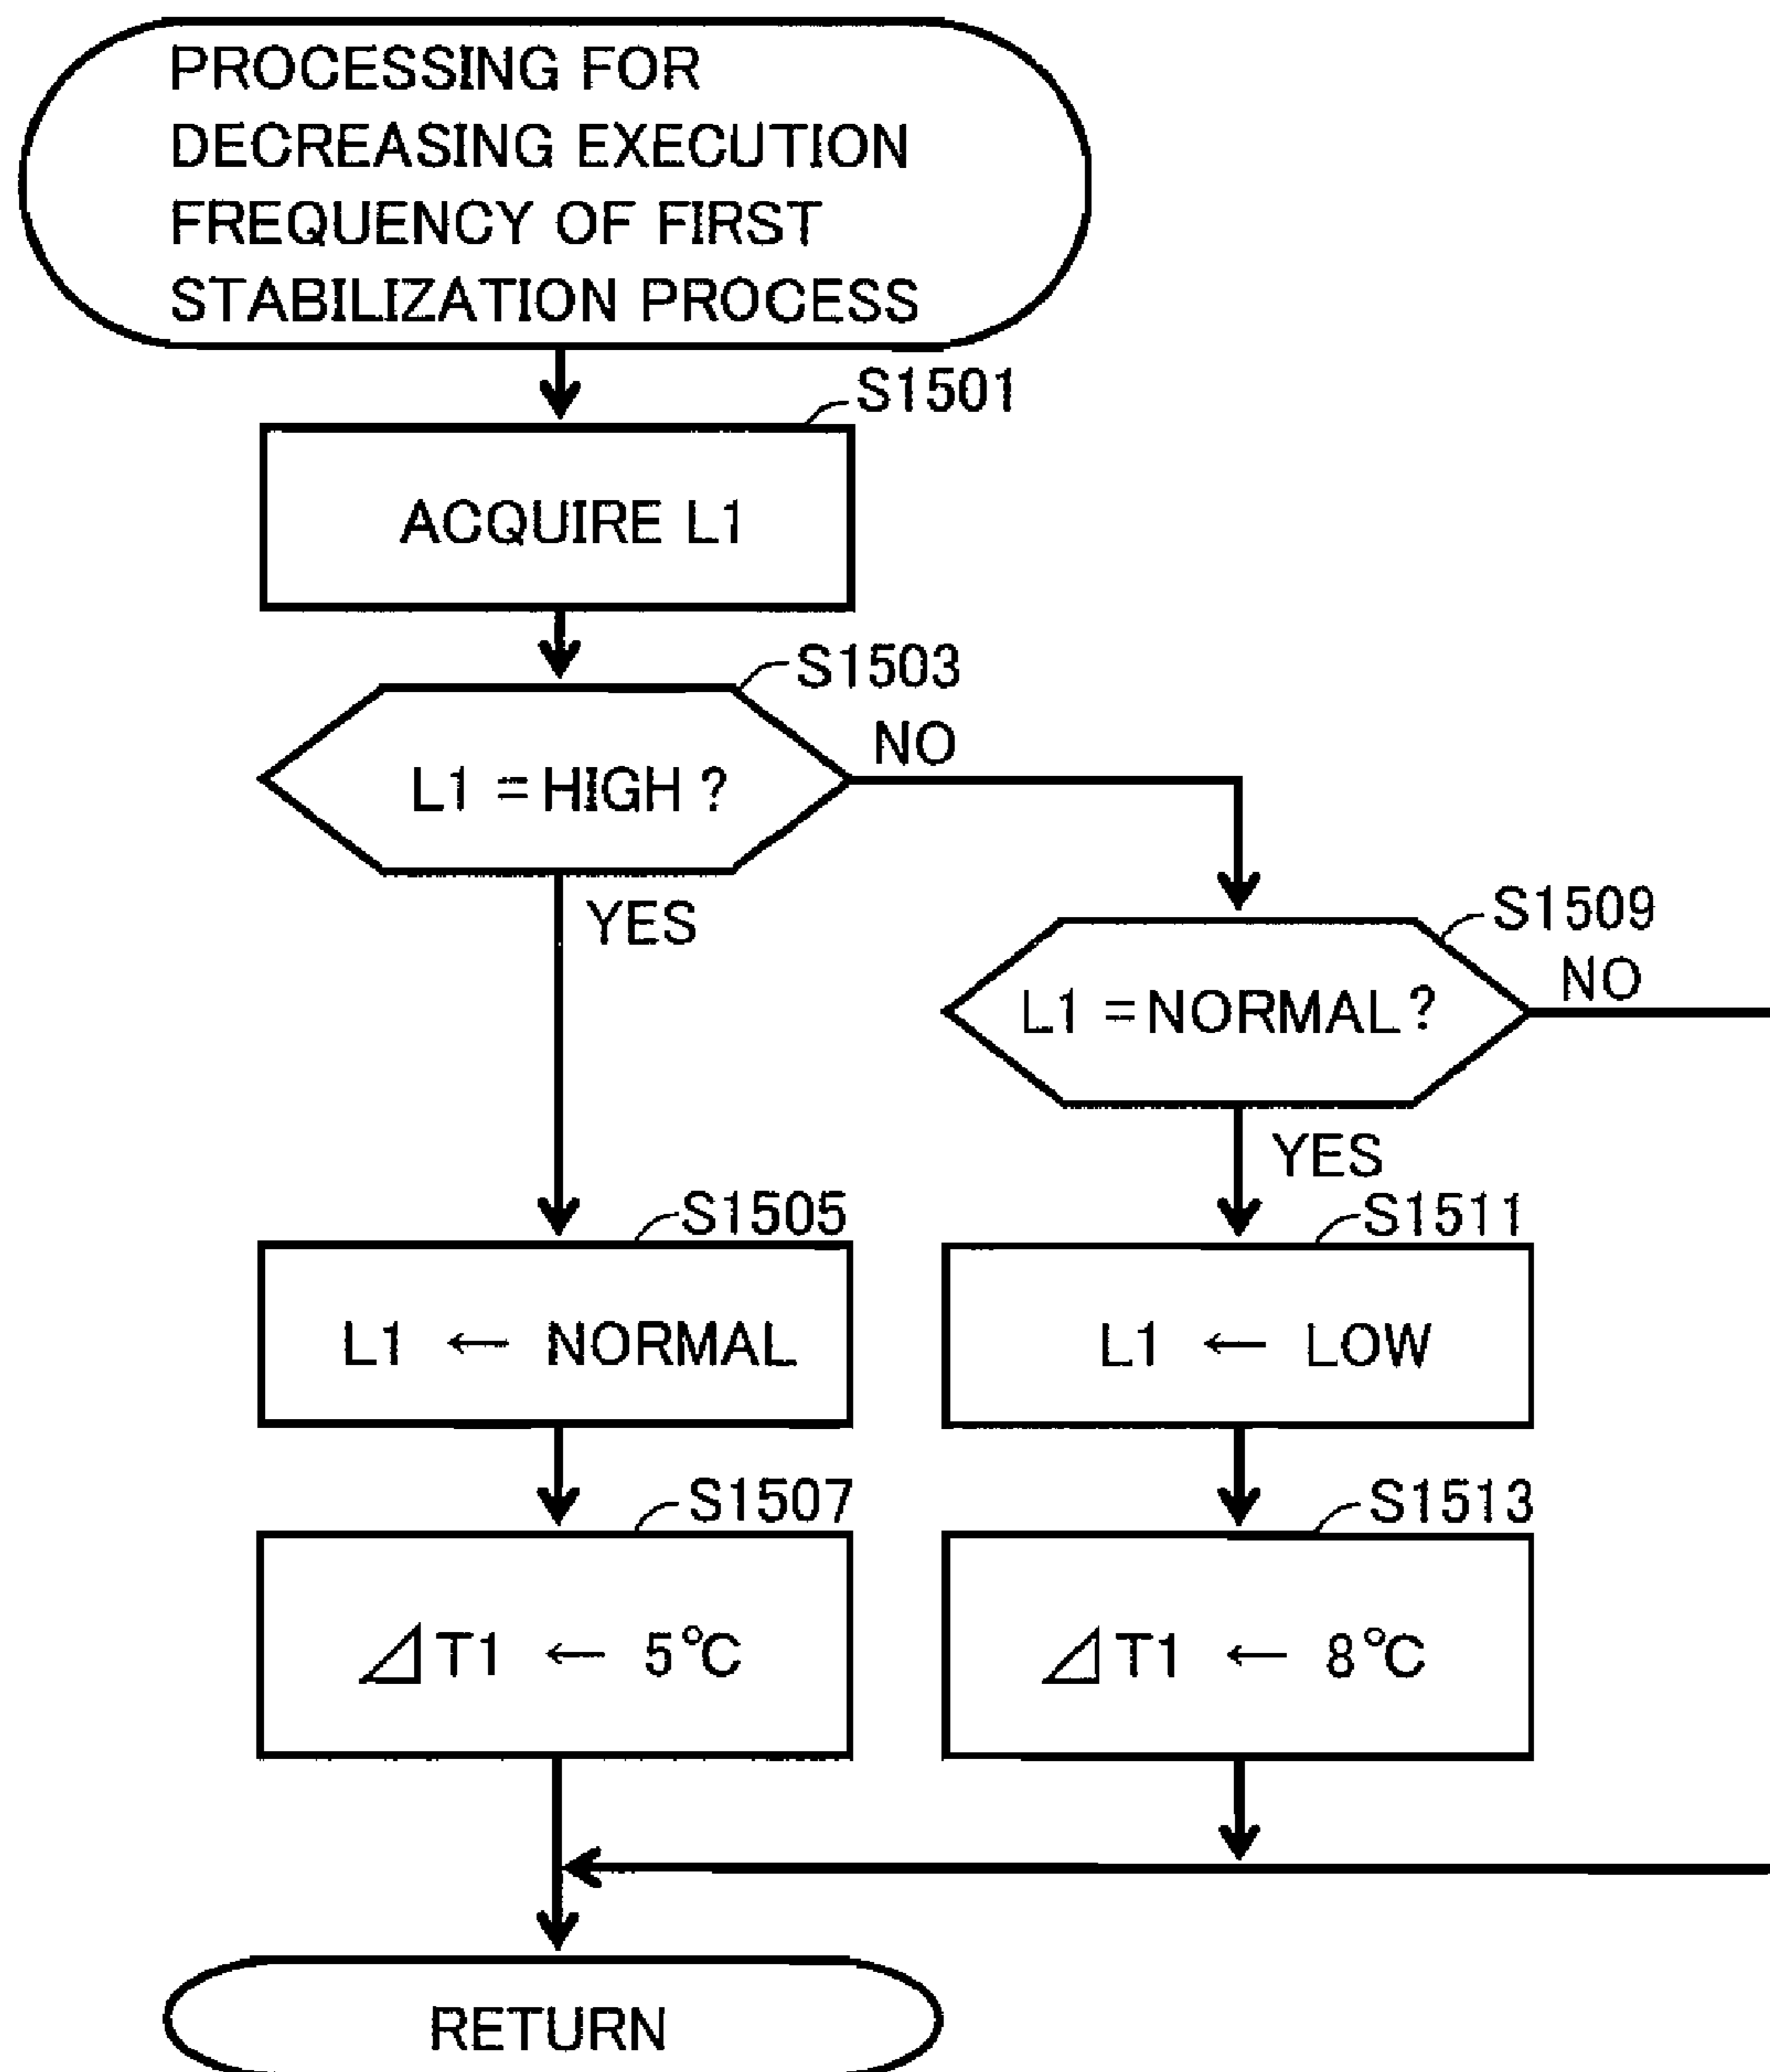 PROCESSING FOR
DECREASING EXECUTION
FREQUENCY OF FIRST
STABILIZATION PROCESS
S1501
ACQUIRE L1
S1503
L1 = HIGH ?
NO
YES
S1509
L1 = NORMAL ?
NO
YES
S1505
L1 ← NORMAL
S1507
⊿T1 ← 5℃
S1511
L1 ← LOW
S1513
⊿T1 ← 8℃
RETURN